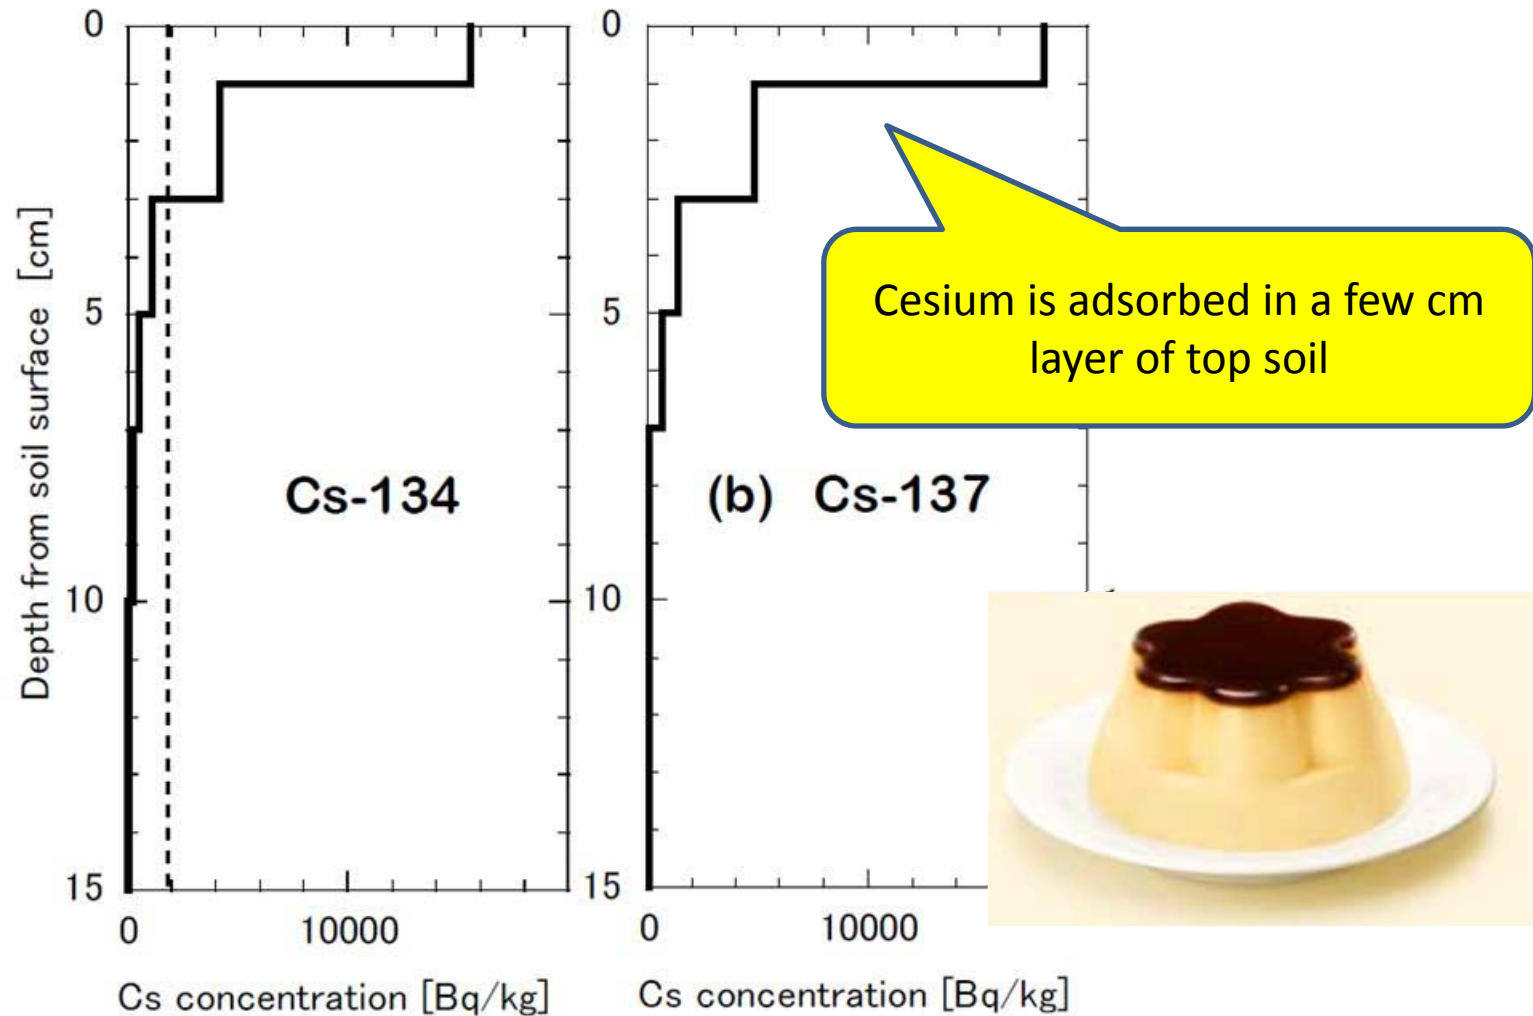 0
5
10
15
Depth from soil surface [cm]
Cs-134
0
10000
Cs concentration [Bq/kg]
0
5
10
15
(b) Cs-137
0
10000
Cs concentration [Bq/kg]
Cesium is adsorbed in a few cm
layer of top soil